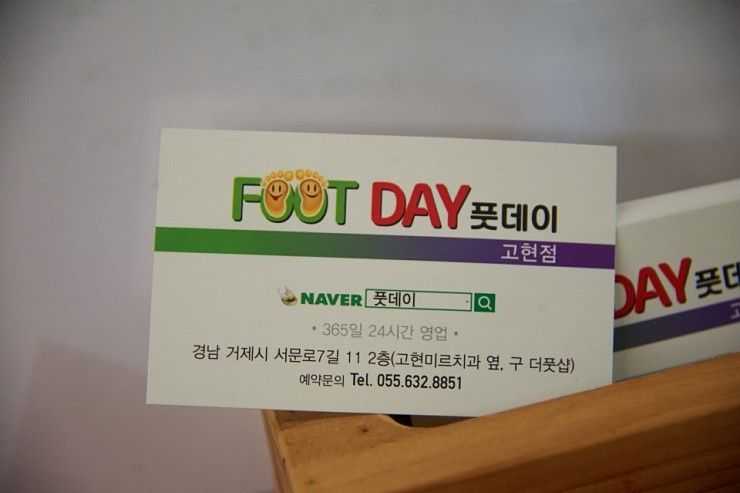 FOOT DAY 풋데이
고현점
NAVER 풋데이
• 365일 24시간 영업 •
경남 거제시 서문로7길 11 2층(고현미르치과 옆, 구 더풋샵)
예약문의 Tel. 055.632.8851
DAY 풋데